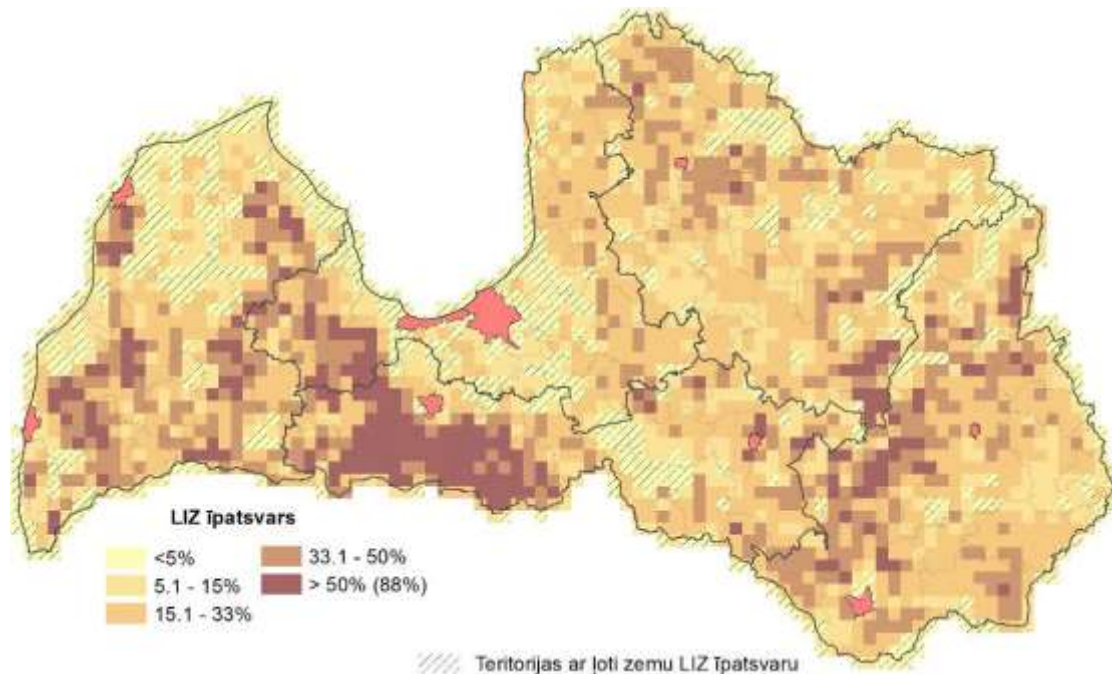 LIZ īpatsvars
<5%
5.1 - 15%
15.1 - 33%
33.1 - 50%
> 50% (88%)
Teritorijas ar ļoti zemu LIZ īpatsvaru